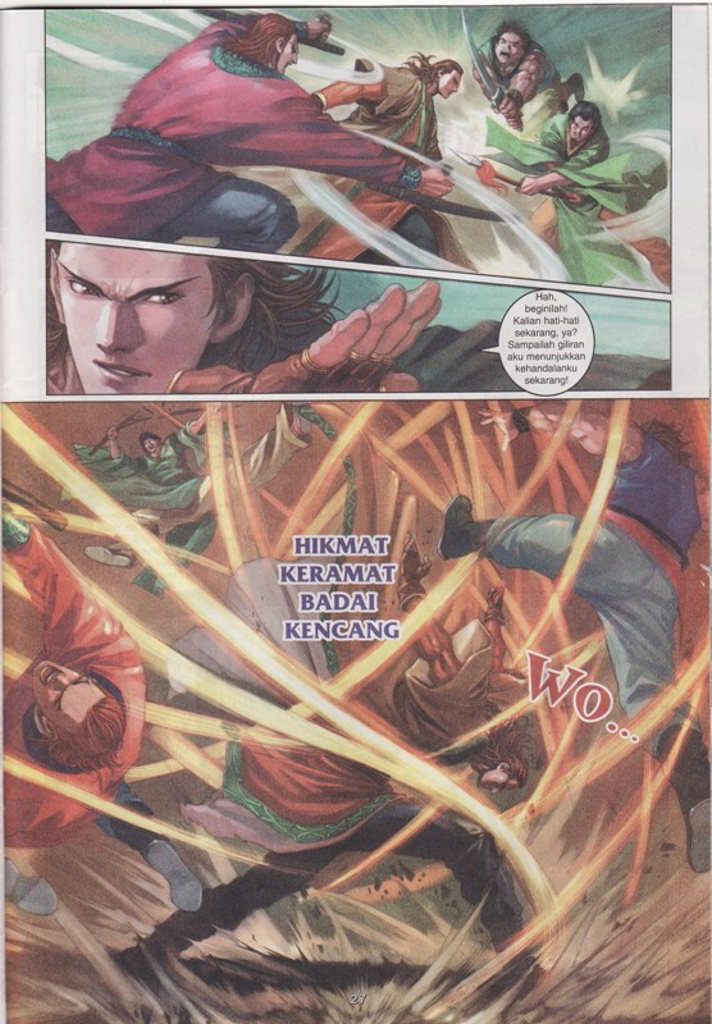 Hah,
beginilah!
Kalian hati-hati
sekarang, ya?
Sampailah giliran
aku menunjukkan
kehandalanku
sekarang!
HIKMAT
KERAMAT
BADAI
KENCANG
WO...
27